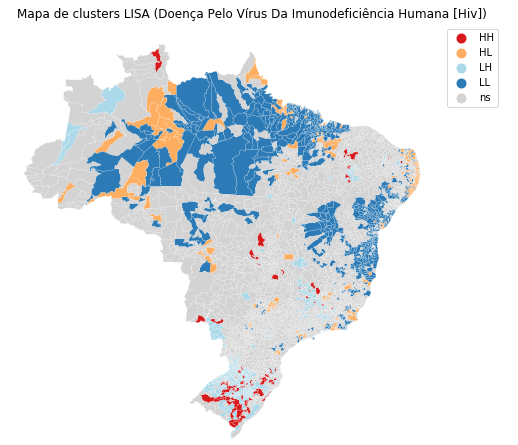 Mapa de clusters LISA (Doença Pelo Vírus Da Imunodeficiência Humana [Hiv])
HH
HL
LH
LL
ns